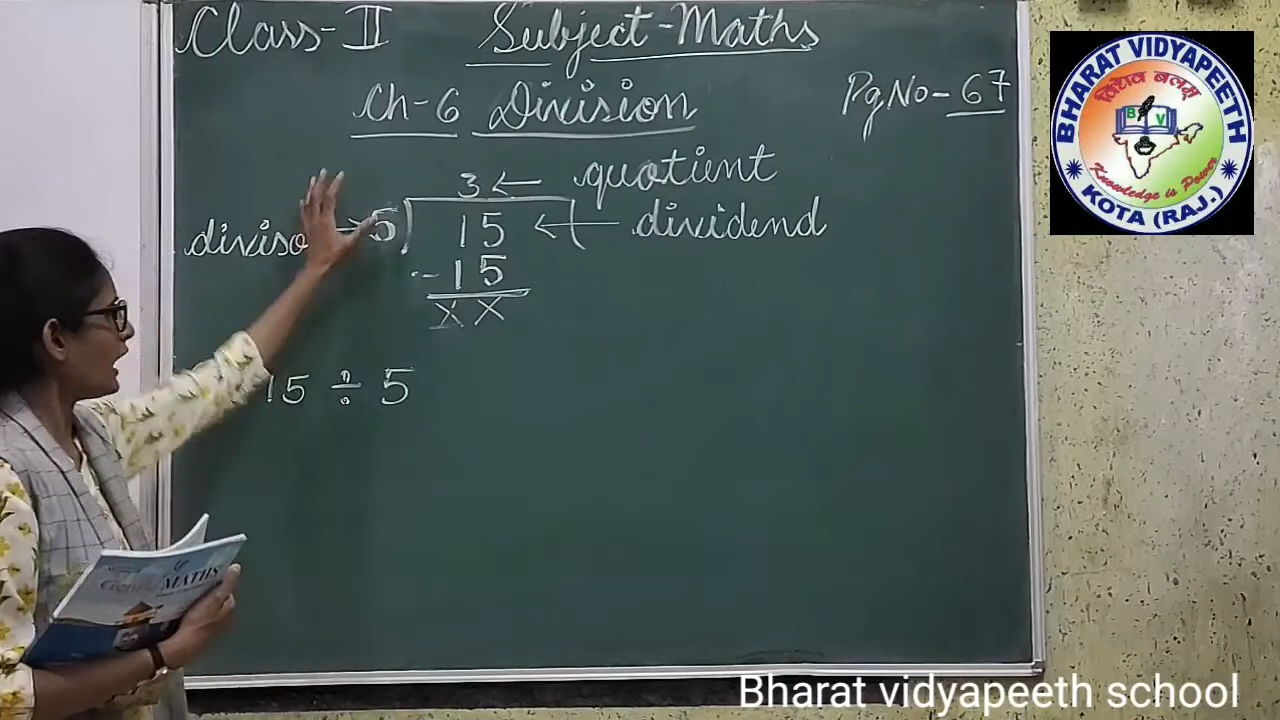 Class-II Subject-Maths
Ch-6 Division Pg No- 67
3 ← quotient
diviso → 5 ) 15 ← dividend
- 15
X X
15 ÷ 5
MATHS
BHARAT VIDYAPEETH
B V
Knowledge is Power
KOTA (RAJ.)
Bharat vidyapeeth school